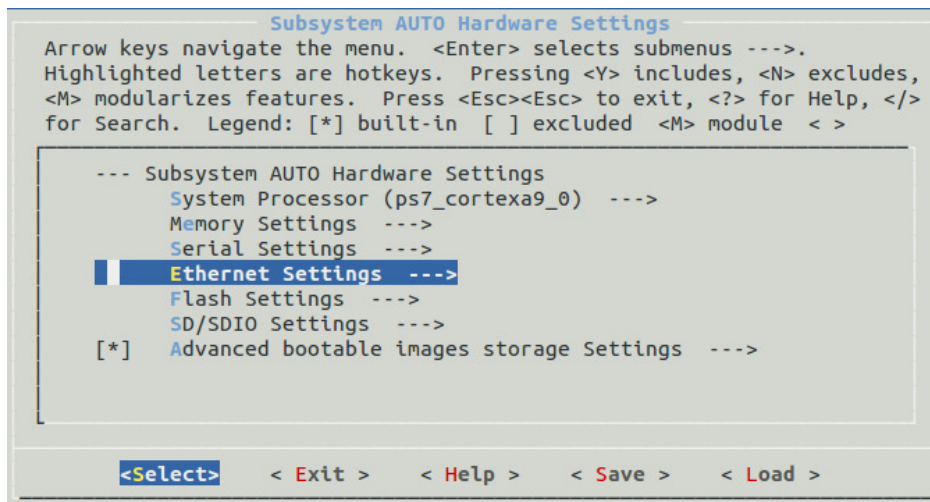 Subsystem AUTO Hardware Settings
Arrow keys navigate the menu.  <Enter> selects submenus --->.
Highlighted letters are hotkeys.  Pressing <Y> includes, <N> excludes,
<M> modularizes features.  Press <Esc><Esc> to exit, <?> for Help, </>
for Search.  Legend: [*] built-in  [ ] excluded  <M> module  < >
--- Subsystem AUTO Hardware Settings
System Processor (ps7_cortexa9_0)  --->
Memory Settings  --->
Serial Settings  --->
Ethernet Settings  --->
Flash Settings  --->
SD/SDIO Settings  --->
[*]   Advanced bootable images storage Settings  --->
<Select>    < Exit >    < Help >    < Save >    < Load >